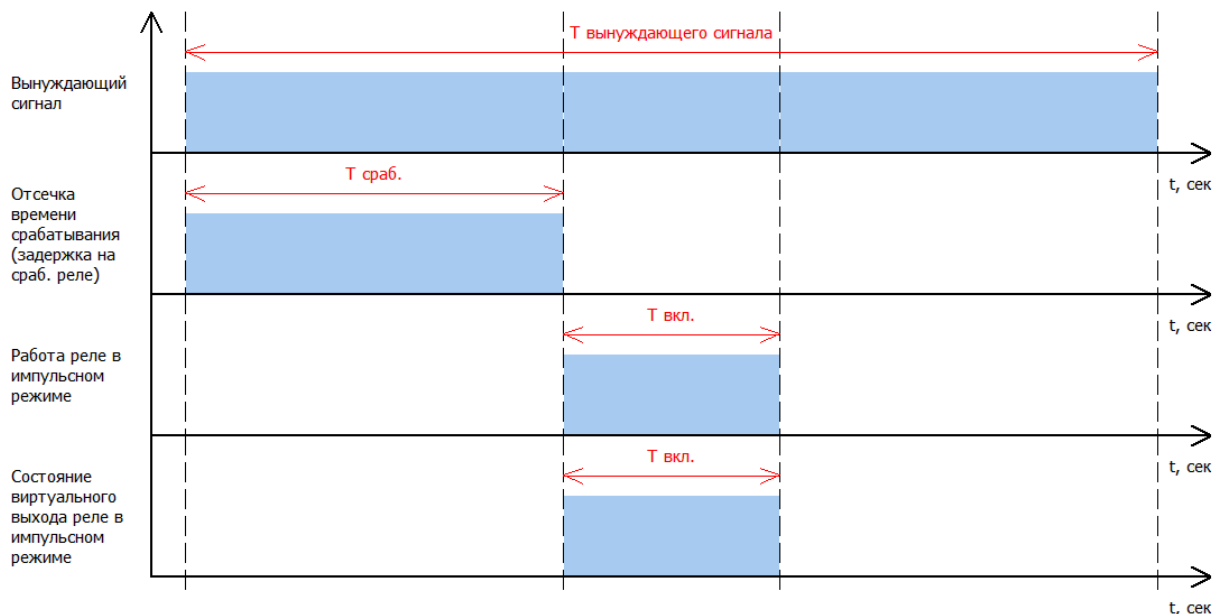 Т вынуждающего сигнала
Вынуждающий
сигнал
t, сек
Т сраб.
Отсечка
времени
срабатывания
(задержка на
сраб. реле)
t, сек
Т вкл.
Работа реле в
импульсном
режиме
t, сек
Т вкл.
Состояние
виртуального
выхода реле в
импульсном
режиме
t, сек